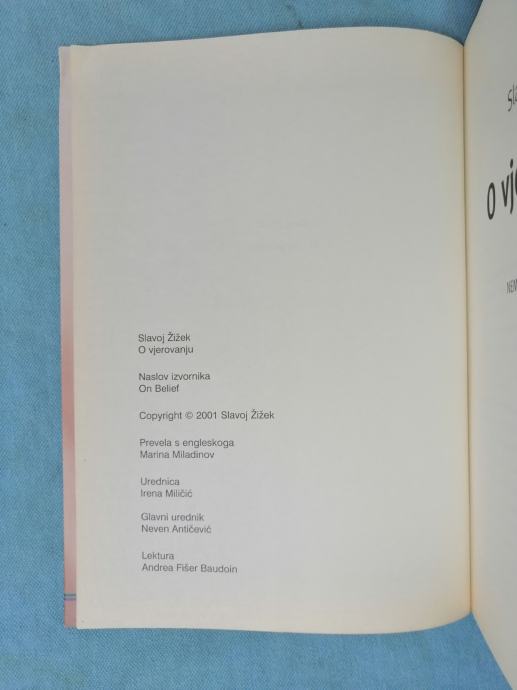 Slavoj Žižek
O vjerovanju
Naslov izvornika
On Belief
Copyright © 2001 Slavoj Žižek
Prevela s engleskoga
Marina Miladinov
Urednica
Irena Miličić
Glavni urednik
Neven Antičević
Lektura
Andrea Fišer Baudoin
O